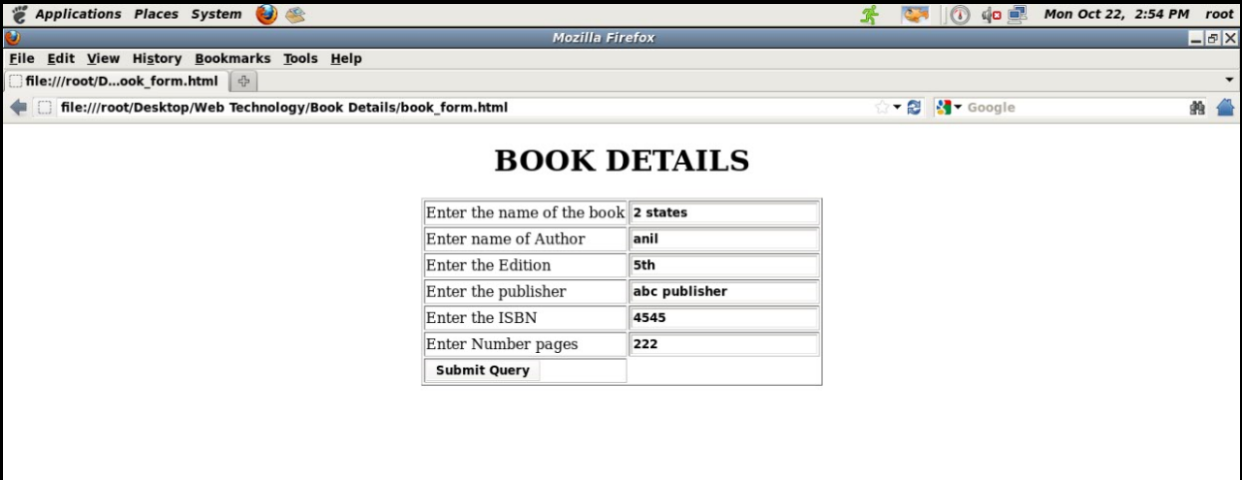 Applications Places System Mon Oct 22, 2:54 PM root
Mozilla Firefox
File Edit View History Bookmarks Tools Help
file:///root/D...ook_form.html
file:///root/Desktop/Web Technology/Book Details/book_form.html Google
BOOK DETAILS
Enter the name of the book 2 states
Enter name of Author anil
Enter the Edition 5th
Enter the publisher abc publisher
Enter the ISBN 4545
Enter Number pages 222
Submit Query